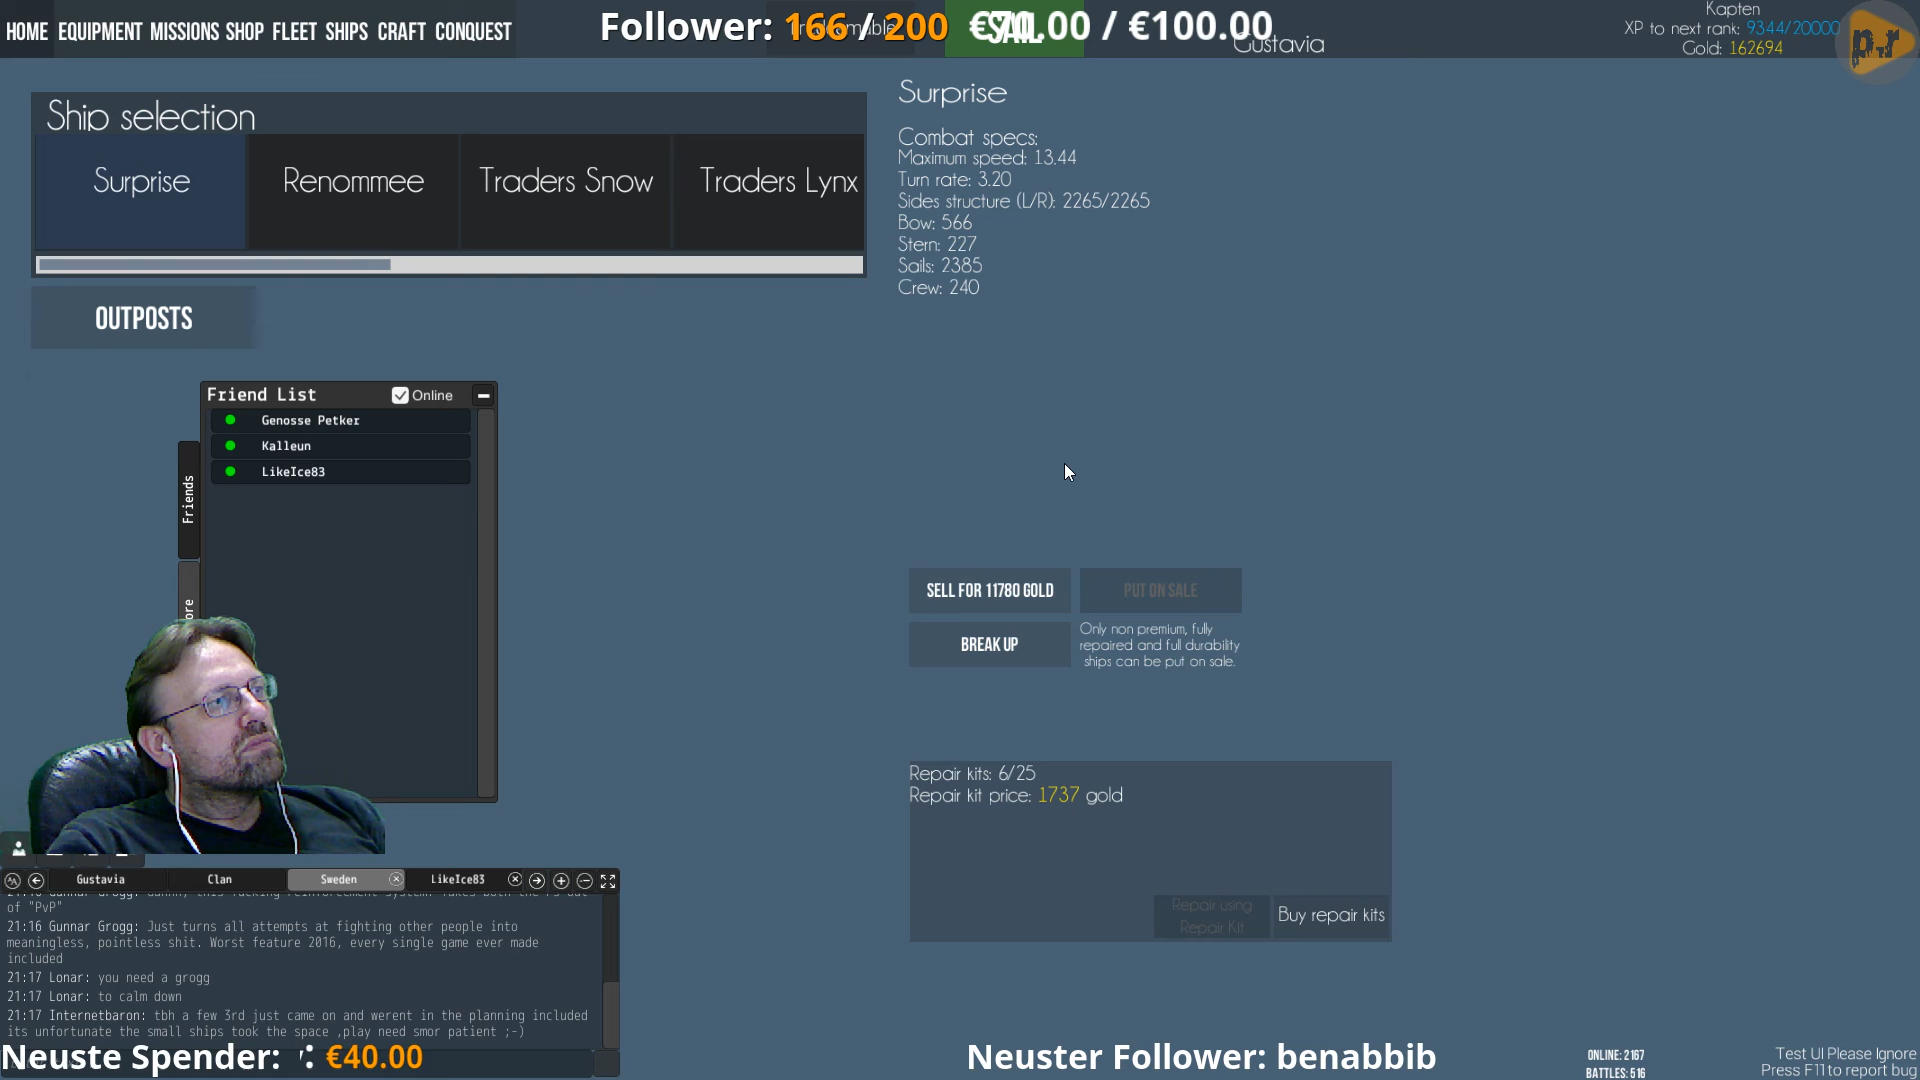 HOME EQUIPMENT MISSIONS SHOP FLEET SHIPS CRAFT CONQUEST
Follower: 166 / 200
€70.00 / €100.00
SAIL
Gustavia
Kapten
XP to next rank: 9344/20000
Gold: 162694
p.r
Ship selection
Surprise
Renommee
Traders Snow
Traders Lynx
OUTPOSTS
Surprise
Combat specs:
Maximum speed: 13.44
Turn rate: 3.20
Sides structure (L/R): 2265/2265
Bow: 566
Stern: 227
Sails: 2385
Crew: 240
Friend List
Online
Genosse Petker
Kalleun
LikeIce83
Friends
SELL FOR 11780 GOLD
PUT ON SALE
BREAK UP
Only non premium, fully
repaired and full durability
ships can be put on sale.
Repair kits: 6/25
Repair kit price: 1737 gold
Repair using
Repair Kit
Buy repair kits
Gustavia
Clan
Sweden
LikeIce83
of "PvP"
21:16 Gunnar Grogg: Just turns all attempts at fighting other people into
meaningless, pointless shit. Worst feature 2016, every single game ever made
included
21:17 Lonar: you need a grogg
21:17 Lonar: to calm down
21:17 Internetbaron: tbh a few 3rd just came on and werent in the planning included
its unfortunate the small ships took the space ,play need smor patient ;-)
Neuste Spender: : €40.00
Neuster Follower: benabbib
ONLINE: 2167
BATTLES: 516
Test UI Please Ignore
Press F11 to report bug